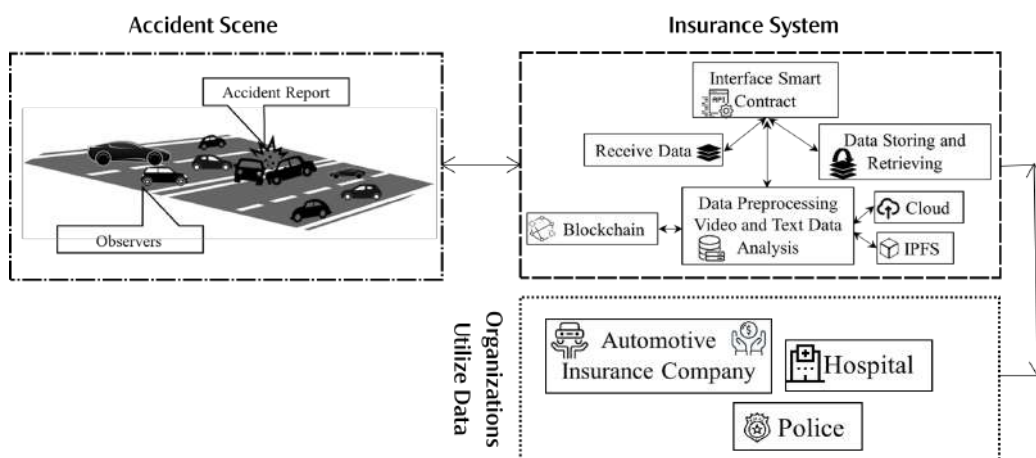 Accident Scene
Accident Report
Observers
Insurance System
Interface Smart
Contract
API
Receive Data
Data Storing and
Retrieving
Data Preprocessing
Video and Text Data
Analysis
Blockchain
Cloud
IPFS
Organizations
Utilize Data
Automotive
Insurance Company
$
Hospital
Police